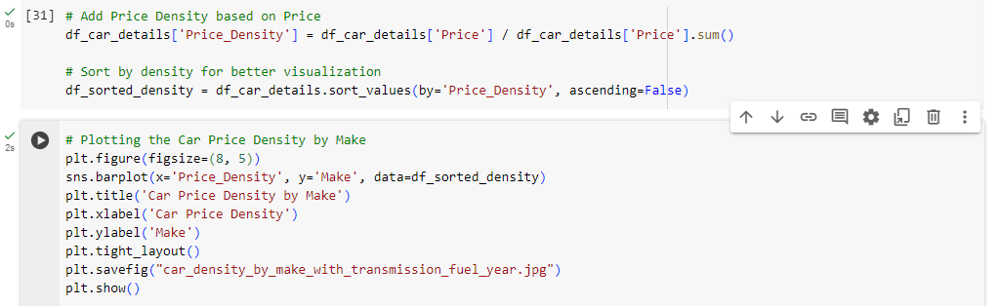 [31] # Add Price Density based on Price
0s
df_car_details['Price_Density'] = df_car_details['Price'] / df_car_details['Price'].sum()
# Sort by density for better visualization
df_sorted_density = df_car_details.sort_values(by='Price_Density', ascending=False)
# Plotting the Car Price Density by Make
2s
plt.figure(figsize=(8, 5))
sns.barplot(x='Price_Density', y='Make', data=df_sorted_density)
plt.title('Car Price Density by Make')
plt.xlabel('Car Price Density')
plt.ylabel('Make')
plt.tight_layout()
plt.savefig("car_density_by_make_with_transmission_fuel_year.jpg")
plt.show()